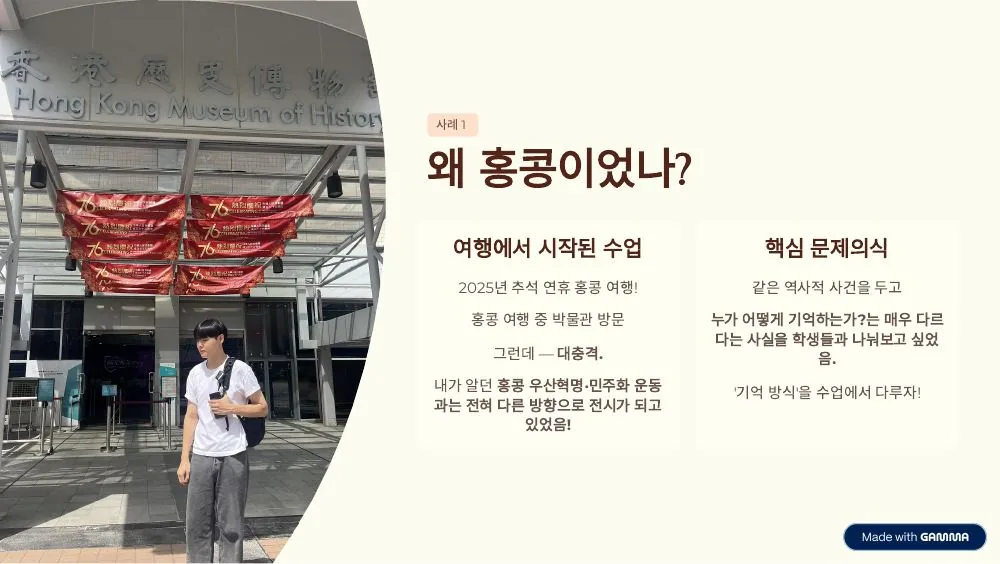 香港歷史博物
Hong Kong Museum of History
76
76
76
76
76
76
76
76
사례 1
왜 홍콩이었나?
여행에서 시작된 수업
2025년 추석 연휴 홍콩 여행!
홍콩 여행 중 박물관 방문
그런데 — 대충격.
내가 알던 홍콩 우산혁명·민주화 운동
과는 전혀 다른 방향으로 전시가 되고
있었음!
핵심 문제의식
같은 역사적 사건을 두고
누가 어떻게 기억하는가?는 매우 다르
다는 사실을 학생들과 나눠보고 싶었
음.
'기억 방식'을 수업에서 다루자!
Made with GAMMA